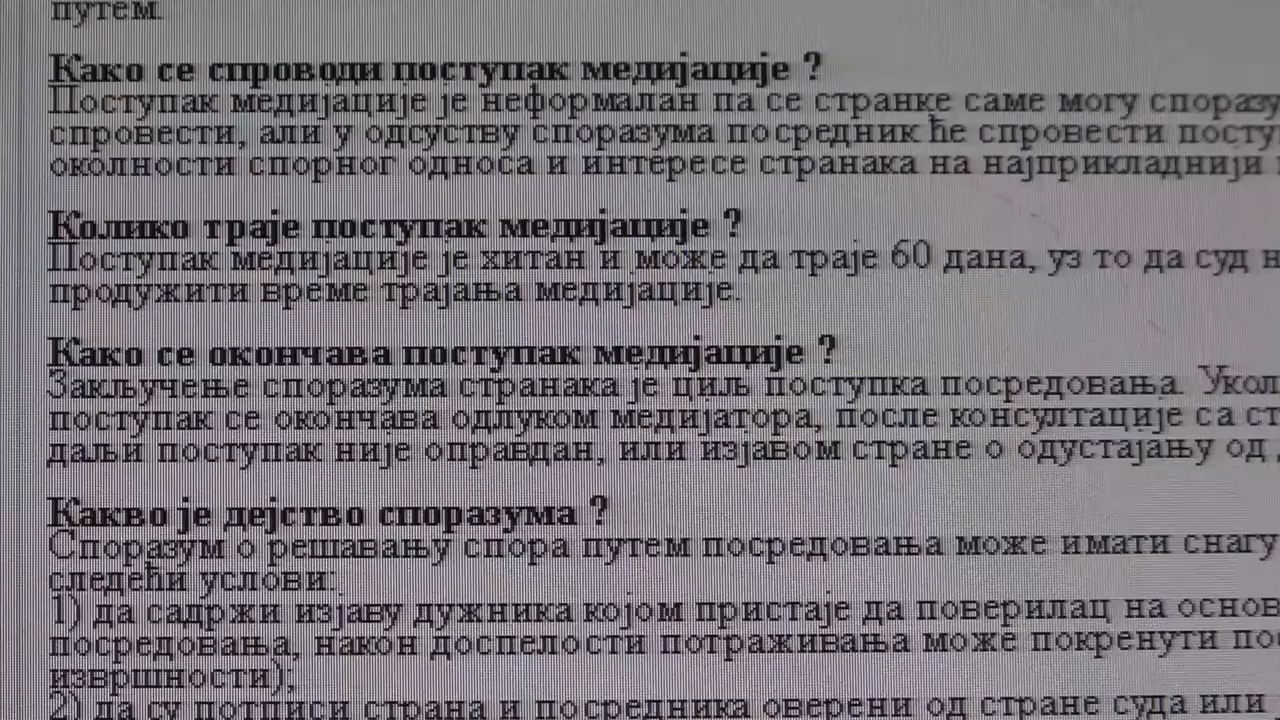 путем.
Како се спроводи поступак медијације ?
Поступак медијације је неформалан па се странке саме могу споразу
спровести, али у одсуству споразума посредник ће спровести посту
околности спорног односа и интересе странака на најприкладнији
Колико траје поступак медијације ?
Поступак медијације је хитан и може да траје 60 дана, уз то да суд н
продужити време трајања медијације.
Како се окончава поступак медијације ?
Закључење споразума странака је циљ поступка посредовања. Укол
поступак се окончава одлуком медијатора, после консултације са ст
даљи поступак није оправдан, или изјавом стране о одустајању од
Какво је дејство споразума ?
Споразум о решавању спора путем посредовања може имати снагу
следећи услови:
1) да садржи изјаву дужника којом пристаје да поверилац на основ
посредовања, након доспелости потраживања може покренути по
извршности);
2) да су потписи страна и посредника оверени од стране суда или